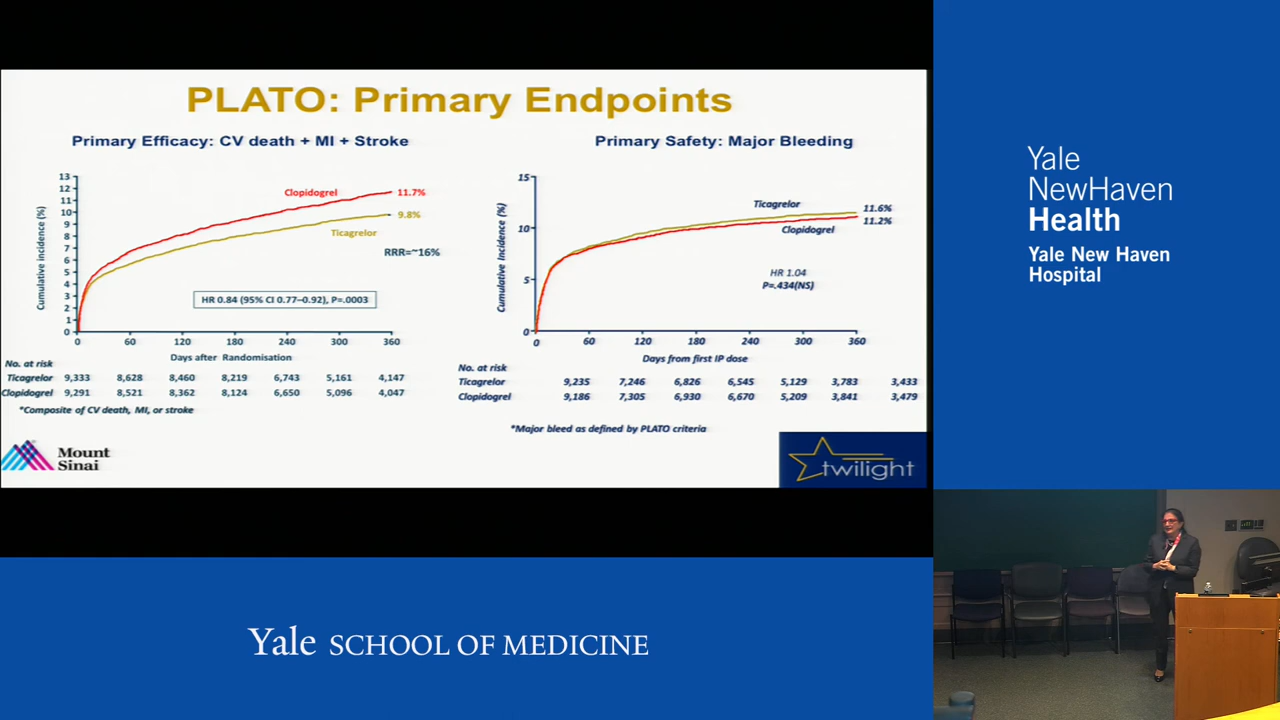 PLATO: Primary Endpoints
Primary Efficacy: CV death + MI + Stroke
Cumulative incidence (%)
13
12
11
10
9
8
7
6
5
4
3
2
1
0
Clopidogrel
11.7%
9.8%
Ticagrelor
RRR=~16%
HR 0.84 (95% CI 0.77–0.92), P=.0003
0 60 120 180 240 300 360
Days after Randomisation
No. at risk
Ticagrelor 9,333 8,628 8,460 8,219 6,743 5,161 4,147
Clopidogrel 9,291 8,521 8,362 8,124 6,650 5,096 4,047
*Composite of CV death, MI, or stroke
Primary Safety: Major Bleeding
Cumulative Incidence (%)
15
10
5
0
Ticagrelor
11.6%
11.2%
Clopidogrel
HR 1.04
P=.434(NS)
0 60 120 180 240 300 360
Days from first IP dose
No. at risk
Ticagrelor 9,235 7,246 6,826 6,545 5,129 3,783 3,433
Clopidogrel 9,186 7,305 6,930 6,670 5,209 3,841 3,479
*Major bleed as defined by PLATO criteria
Mount
Sinai
twilight
Yale
NewHaven
Health
Yale New Haven
Hospital
Yale SCHOOL OF MEDICINE